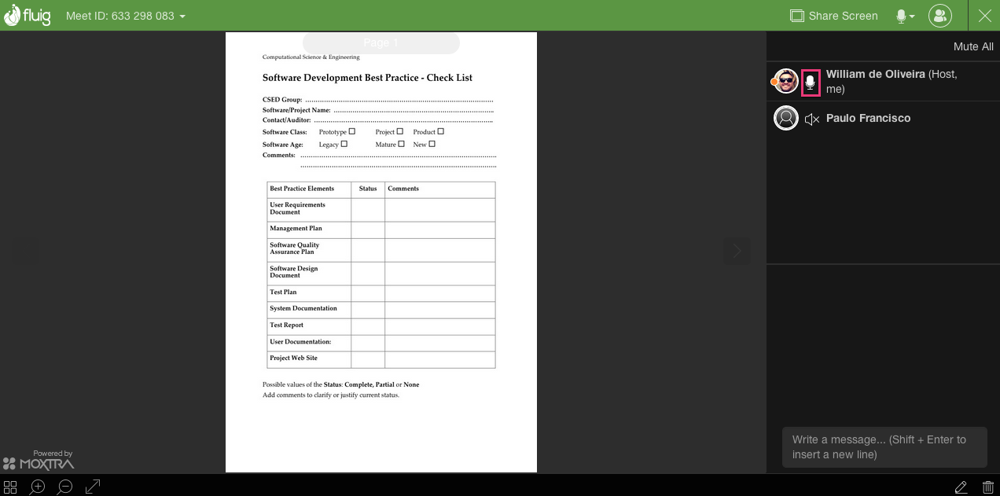 fluig
Meet ID: 633 298 083
Share Screen
Page 1
Computational Science & Engineering
Software Development Best Practice - Check List
CSED Group: ..........................................................................................
Software/Project Name: .............................................................................
Contact/Auditor: ......................................................................................
Software Class: Prototype ☐ Project ☐ Product ☐
Software Age: Legacy ☐ Mature ☐ New ☐
Comments: ..............................................................................................
..............................................................................................
Best Practice Elements Status Comments
User Requirements
Document
Management Plan
Software Quality
Assurance Plan
Software Design
Document
Test Plan
System Documentation
Test Report
User Documentation:
Project Web Site
Possible values of the Status: Complete, Partial or None
Add comments to clarify or justify current status.
Powered by
MOXTRA
Mute All
William de Oliveira (Host,
me)
Paulo Francisco
Write a message... (Shift + Enter to
insert a new line)